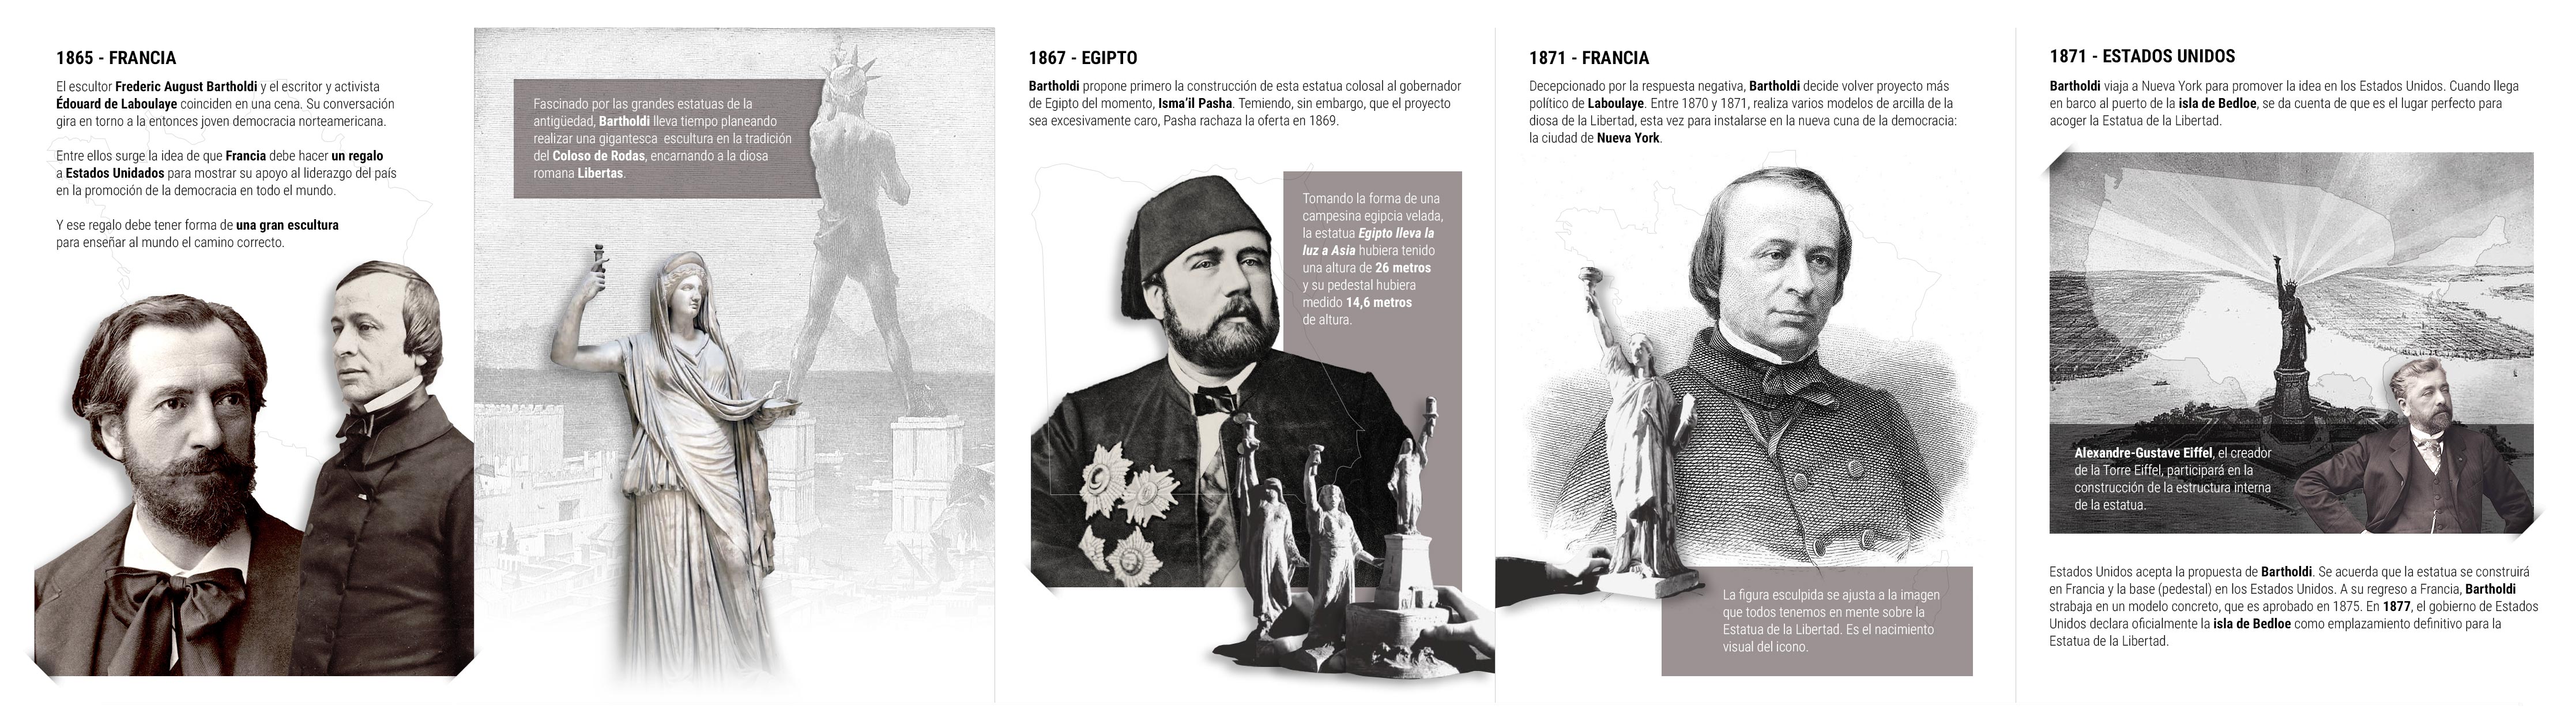 1865 - FRANCIA
El escultor Frederic August Bartholdi y el escritor y activista
Édouard de Laboulaye coinciden en una cena. Su conversación
gira en torno a la entonces joven democracia norteamericana.
Entre ellos surge la idea de que Francia debe hacer un regalo
a Estados Unidados para mostrar su apoyo al liderazgo del país
en la promoción de la democracia en todo el mundo.
Y ese regalo debe tener forma de una gran escultura
para enseñar al mundo el camino correcto.
Fascinado por las grandes estatuas de la
antigüedad, Bartholdi lleva tiempo planeando
realizar una gigantesca escultura en la tradición
del Coloso de Rodas, encarnando a la diosa
romana Libertas.
1867 - EGIPTO
Bartholdi propone primero la construcción de esta estatua colosal al gobernador
de Egipto del momento, Isma'il Pasha. Temiendo, sin embargo, que el proyecto
sea excesivamente caro, Pasha rachaza la oferta en 1869.
Tomando la forma de una
campesina egipcia velada,
la estatua Egipto lleva la
luz a Asia hubiera tenido
una altura de 26 metros
y su pedestal hubiera
medido 14,6 metros
de altura.
1871 - FRANCIA
Decepcionado por la respuesta negativa, Bartholdi decide volver proyecto más
político de Laboulaye. Entre 1870 y 1871, realiza varios modelos de arcilla de la
diosa de la Libertad, esta vez para instalarse en la nueva cuna de la democracia:
la ciudad de Nueva York.
La figura esculpida se ajusta a la imagen
que todos tenemos en mente sobre la
Estatua de la Libertad. Es el nacimiento
visual del icono.
1871 - ESTADOS UNIDOS
Bartholdi viaja a Nueva York para promover la idea en los Estados Unidos. Cuando llega
en barco al puerto de la isla de Bedloe, se da cuenta de que es el lugar perfecto para
acoger la Estatua de la Libertad.
Alexandre-Gustave Eiffel, el creador
de la Torre Eiffel, participará en la
construcción de la estructura interna
de la estatua.
Estados Unidos acepta la propuesta de Bartholdi. Se acuerda que la estatua se construirá
en Francia y la base (pedestal) en los Estados Unidos. A su regreso a Francia, Bartholdi
strabaja en un modelo concreto, que es aprobado en 1875. En 1877, el gobierno de Estados
Unidos declara oficialmente la isla de Bedloe como emplazamiento definitivo para la
Estatua de la Libertad.